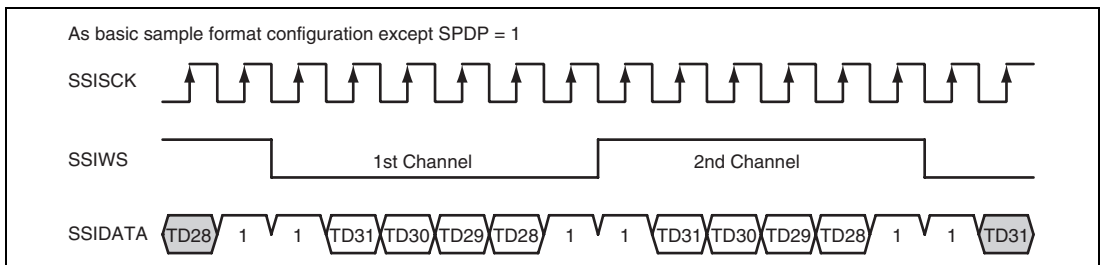 As basic sample format configuration except SPDP = 1
SSISCK
SSIWS 1st Channel 2nd Channel
SSIDATA TD28 1 1 TD31 TD30 TD29 TD28 1 1 TD31 TD30 TD29 TD28 1 1 TD31